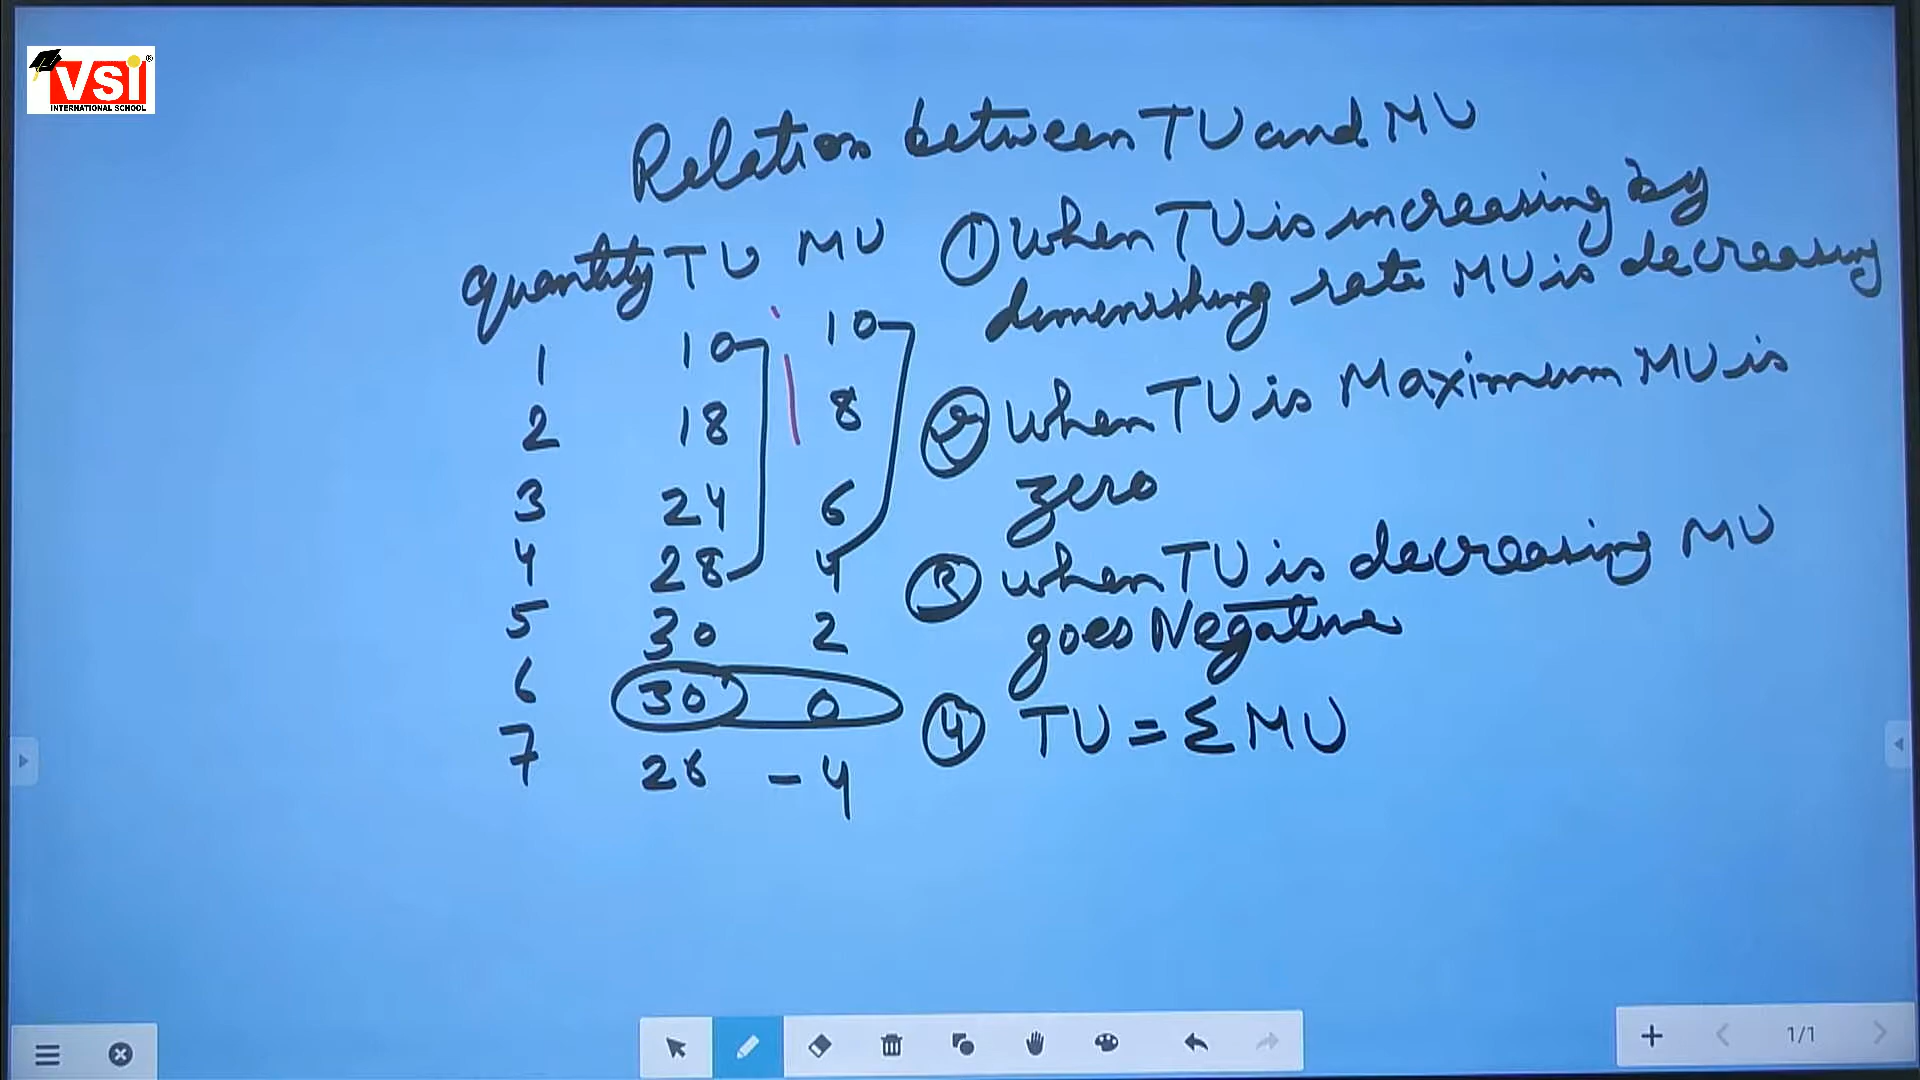 VSI
INTERNATIONAL SCHOOL
Relation between TU and MU
quantity TU MU
1 10 10
2 18 8
3 24 6
4 28 4
5 30 2
6 30 0
7 26 -4
① When TU is increasing by
diminishing rate MU is decreasing
② When TU is Maximum MU is
zero
③ when TU is decreasing MU
goes Negative
④ TU = Σ MU
1/1